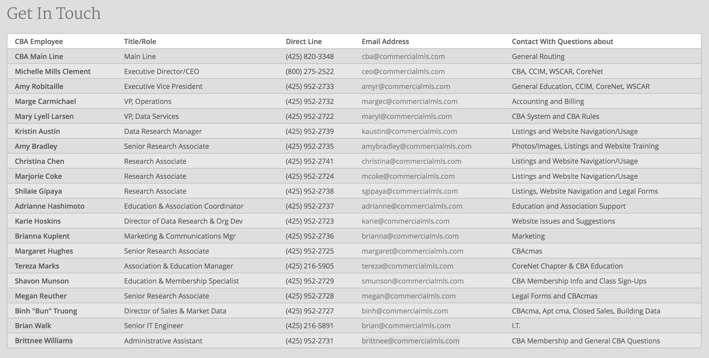 Get In Touch
CBA Employee Title/Role Direct Line Email Address Contact With Questions about
CBA Main Line Main Line (425) 820-3348 cba@commercialmls.com General Routing
Michelle Mills Clement Executive Director/CEO (800) 275-2522 ceo@commercialmls.com CBA, CCIM, WSCAR, CoreNet
Amy Robitaille Executive Vice President (425) 952-2733 amyr@commercialmls.com General Education, CCIM, CoreNet, WSCAR
Marge Carmichael VP, Operations (425) 952-2732 margec@commercialmls.com Accounting and Billing
Mary Lyell Larsen VP, Data Services (425) 952-2722 maryl@commercialmls.com CBA System and CBA Rules
Kristin Austin Data Research Manager (425) 952-2739 kaustin@commercialmls.com Listings and Website Navigation/Usage
Amy Bradley Senior Research Associate (425) 952-2735 amybradley@commercialmls.com Photos/Images, Listings and Website Training
Christina Chen Research Associate (425) 952-2741 christina@commercialmls.com Listings and Website Navigation/Usage
Marjorie Coke Research Associate (425) 952-2724 mcoke@commercialmls.com Listings and Website Navigation/Usage
Shilaie Gipaya Research Associate (425) 952-2738 sgipaya@commercialmls.com Listings, Website Navigation and Legal Forms
Adrianne Hashimoto Education & Association Coordinator (425) 952-2737 adrianne@commercialmls.com Education and Association Support
Karie Hoskins Director of Data Research & Org Dev (425) 952-2723 karie@commercialmls.com Website Issues and Suggestions
Brianna Kuplent Marketing & Communications Mgr (425) 952-2736 brianna@commercialmls.com Marketing
Margaret Hughes Senior Research Associate (425) 952-2725 margaret@commercialmls.com CBAcmas
Tereza Marks Association & Education Manager (425) 216-5905 tereza@commercialmls.com CoreNet Chapter & CBA Education
Shavon Munson Education & Membership Specialist (425) 952-2729 smunson@commercialmls.com CBA Membership Info and Class Sign-Ups
Megan Reuther Senior Research Associate (425) 952-2728 megan@commercialmls.com Legal Forms and CBAcmas
Binh "Bun" Truong Director of Sales & Market Data (425) 952-2727 binh@commercialmls.com CBAcma, Apt cma, Closed Sales, Building Data
Brian Walk Senior IT Engineer (425) 216-5891 brian@commercialmls.com I.T.
Brittnee Williams Administrative Assistant (425) 952-2731 brittnee@commercialmls.com CBA Membership and General CBA Questions